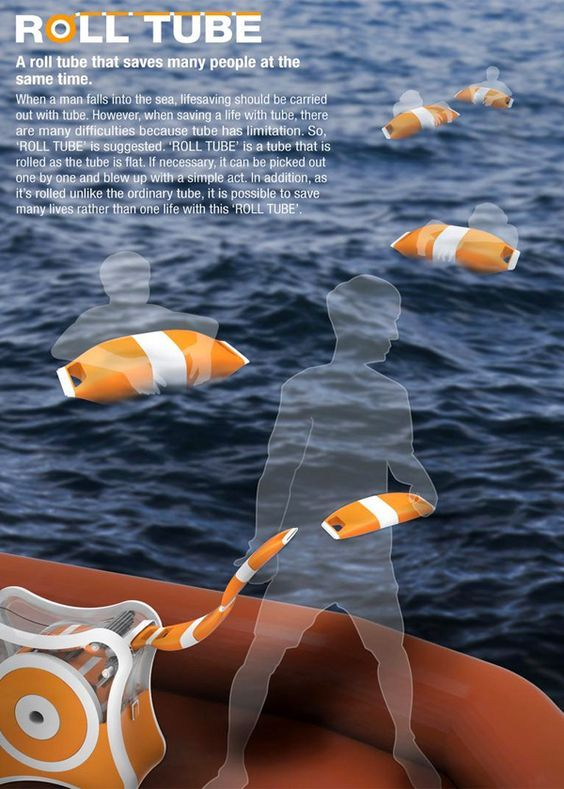 ROLL TUBE
A roll tube that saves many people at the
same time.
When a man falls into the sea, lifesaving should be carried
out with tube. However, when saving a life with tube, there
are many difficulties because tube has limitation. So,
‘ROLL TUBE’ is suggested. ‘ROLL TUBE’ is a tube that is
rolled as the tube is flat. If necessary, it can be picked out
one by one and blew up with a simple act. In addition, as
it’s rolled unlike the ordinary tube, it is possible to save
many lives rather than one life with this ‘ROLL TUBE’.